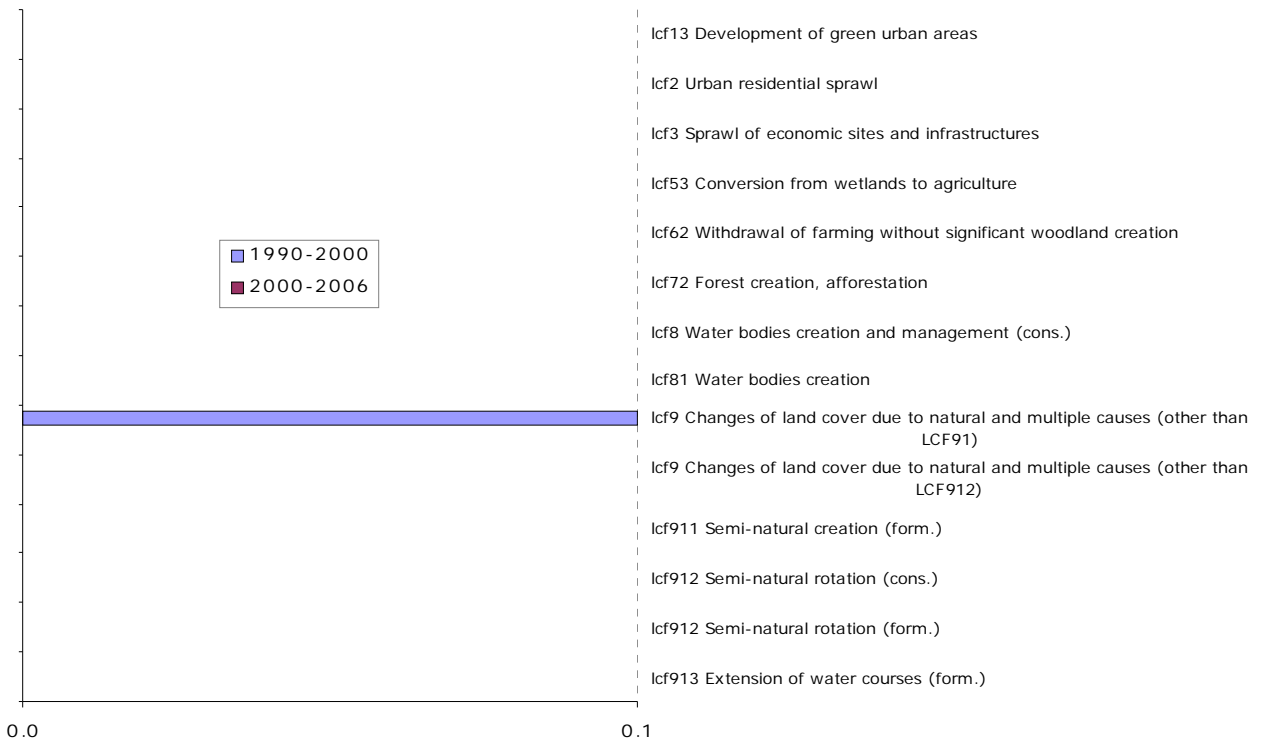 lcf13 Development of green urban areas
lcf2 Urban residential sprawl
lcf3 Sprawl of economic sites and infrastructures
lcf53 Conversion from wetlands to agriculture
lcf62 Withdrawal of farming without significant woodland creation
1990-2000
2000-2006
lcf72 Forest creation, afforestation
lcf8 Water bodies creation and management (cons.)
lcf81 Water bodies creation
lcf9 Changes of land cover due to natural and multiple causes (other than
LCF91)
lcf9 Changes of land cover due to natural and multiple causes (other than
LCF912)
lcf911 Semi-natural creation (form.)
lcf912 Semi-natural rotation (cons.)
lcf912 Semi-natural rotation (form.)
lcf913 Extension of water courses (form.)
0.0
0.1